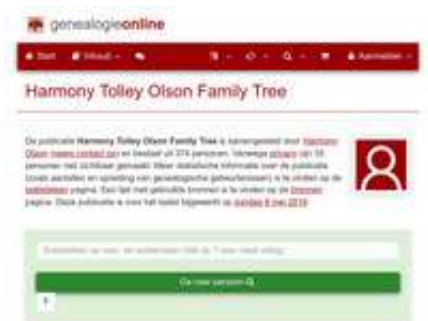 genealogieonline
Start Inhoud Aanmelden
Harmony Tolley Olson Family Tree
De publicatie Harmony Tolley Olson Family Tree is samengesteld door Harmony
Olson (neem contact op) en bestaat uit 374 personen. Vanwege privacy zijn
personen niet zichtbaar gemaakt. Meer statistische informatie over de publicatie
(zoals aantallen en spreiding van genealogische gebeurtenissen) is te vinden op de
statistieken pagina. Een lijst met gebruikte bronnen is te vinden op de bronnen
pagina. Deze publicatie is voor het laatst bijgewerkt op zondag 6 mei 2018
Ga naar persoon